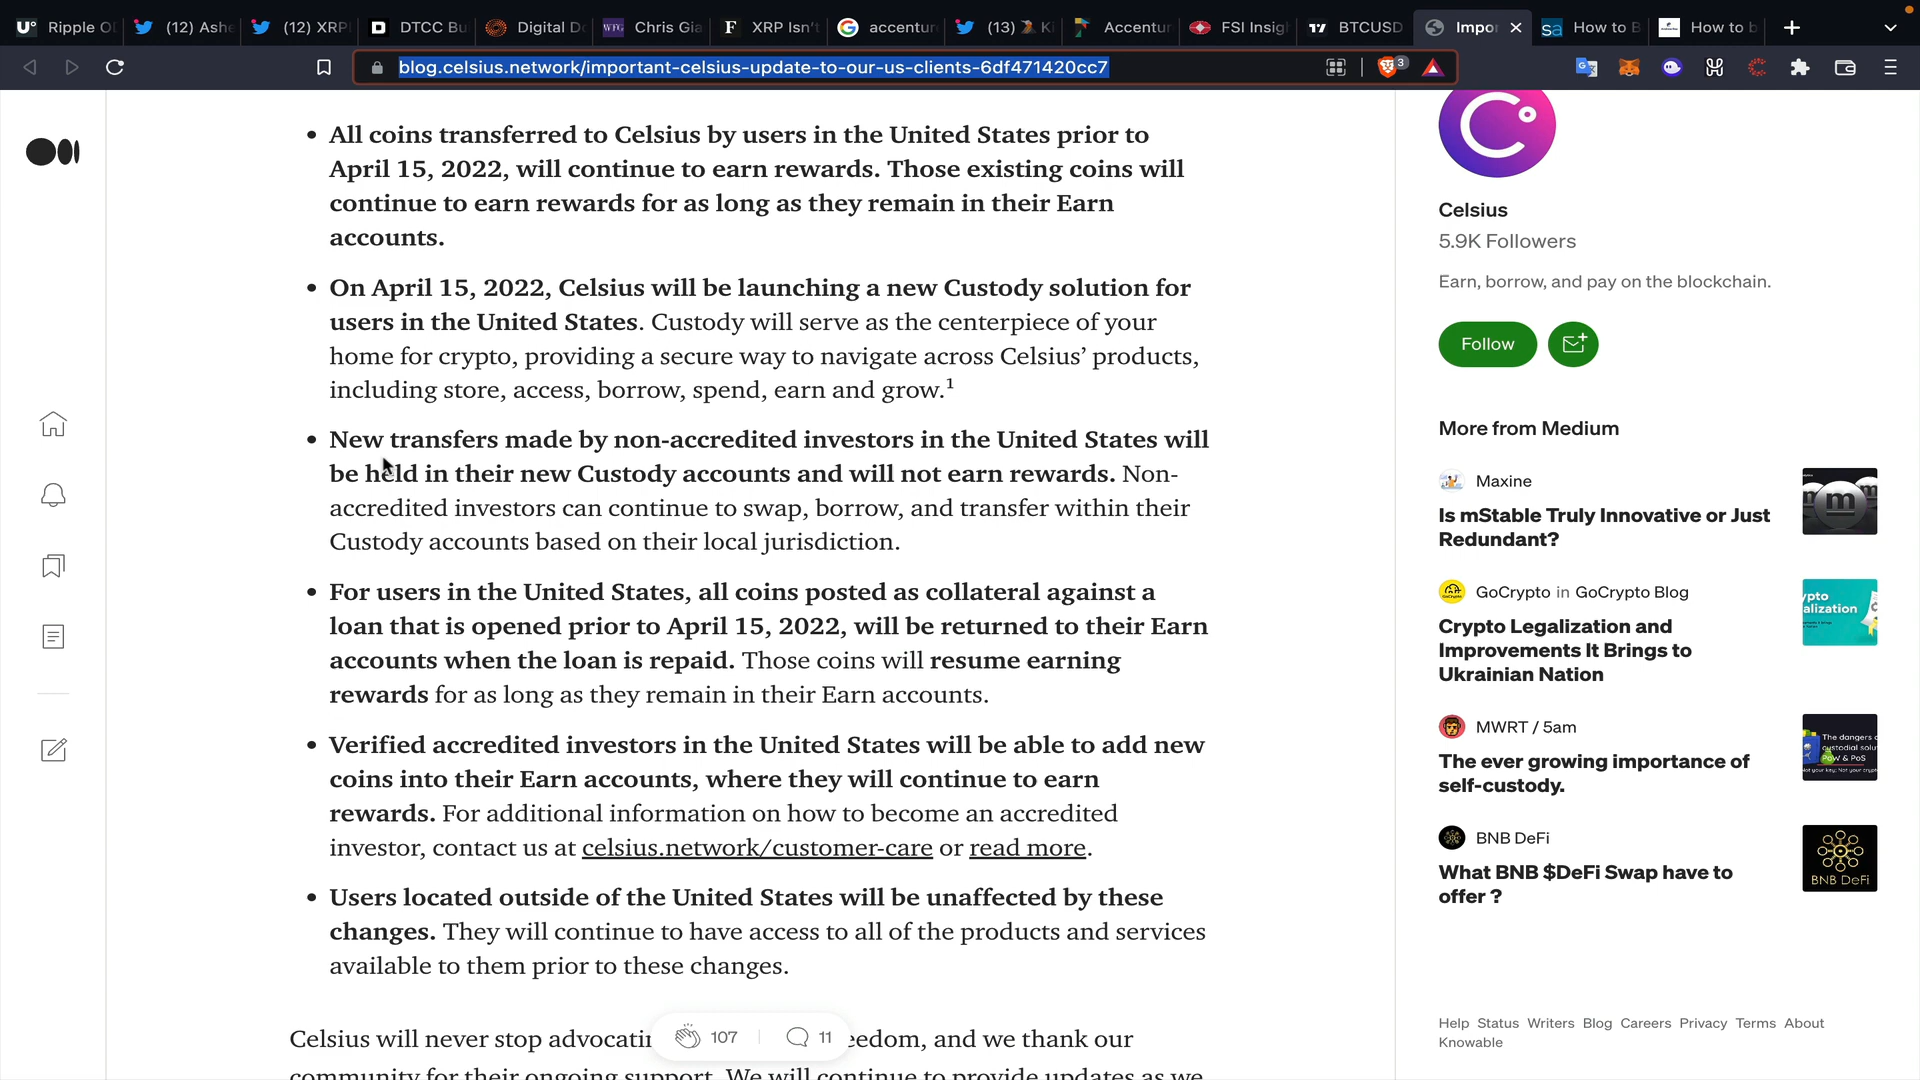 Ripple O
(12) Ashe
(12) XRP
DTCC Bu
Digital D
Chris Gia
XRP Isn't
accentur
(13)
Accentur
FSI Insig
BTCUSD
Impo
How to B
How to b
blog.celsius.network/important-celsius-update-to-our-us-clients-6df471420cc7
3
• All coins transferred to Celsius by users in the United States prior to
April 15, 2022, will continue to earn rewards. Those existing coins will
continue to earn rewards for as long as they remain in their Earn
accounts.
• On April 15, 2022, Celsius will be launching a new Custody solution for
users in the United States. Custody will serve as the centerpiece of your
home for crypto, providing a secure way to navigate across Celsius’ products,
including store, access, borrow, spend, earn and grow.¹
• New transfers made by non-accredited investors in the United States will
be held in their new Custody accounts and will not earn rewards. Non-
accredited investors can continue to swap, borrow, and transfer within their
Custody accounts based on their local jurisdiction.
• For users in the United States, all coins posted as collateral against a
loan that is opened prior to April 15, 2022, will be returned to their Earn
accounts when the loan is repaid. Those coins will resume earning
rewards for as long as they remain in their Earn accounts.
• Verified accredited investors in the United States will be able to add new
coins into their Earn accounts, where they will continue to earn
rewards. For additional information on how to become an accredited
investor, contact us at celsius.network/customer-care or read more.
• Users located outside of the United States will be unaffected by these
changes. They will continue to have access to all of the products and services
available to them prior to these changes.
Celsius will never stop advocatin eedom, and we thank our
community for their ongoing support. We will continue to provide updates as we
107
11
Celsius
5.9K Followers
Earn, borrow, and pay on the blockchain.
Follow
More from Medium
Maxine
Is mStable Truly Innovative or Just
Redundant?
GoCrypto in GoCrypto Blog
Crypto Legalization and
Improvements It Brings to
Ukrainian Nation
MWRT / 5am
The ever growing importance of
self-custody.
BNB DeFi
What BNB $DeFi Swap have to
offer ?
BNB DeFi
Help Status Writers Blog Careers Privacy Terms About
Knowable